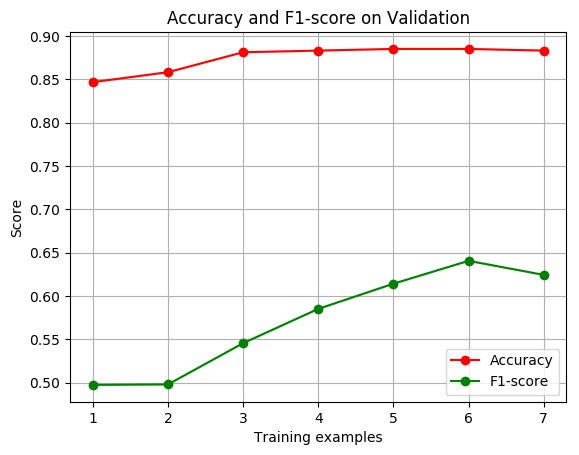 Accuracy and F1-score on Validation
0.90
0.85
0.80
0.75
0.70
0.65
0.60
0.55
0.50
Score
1 2 3 4 5 6 7
Training examples
Accuracy
F1-score